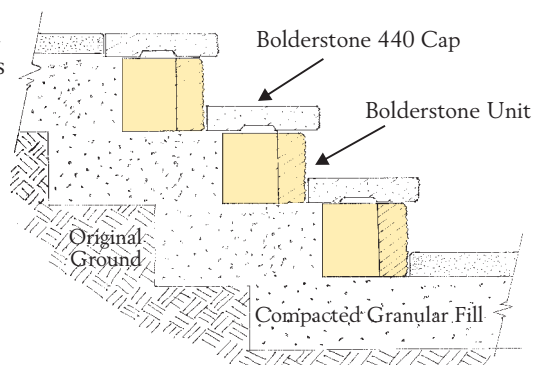 s
Bolderstone 440 Cap
Bolderstone Unit
Original
Ground
Compacted Granular Fill